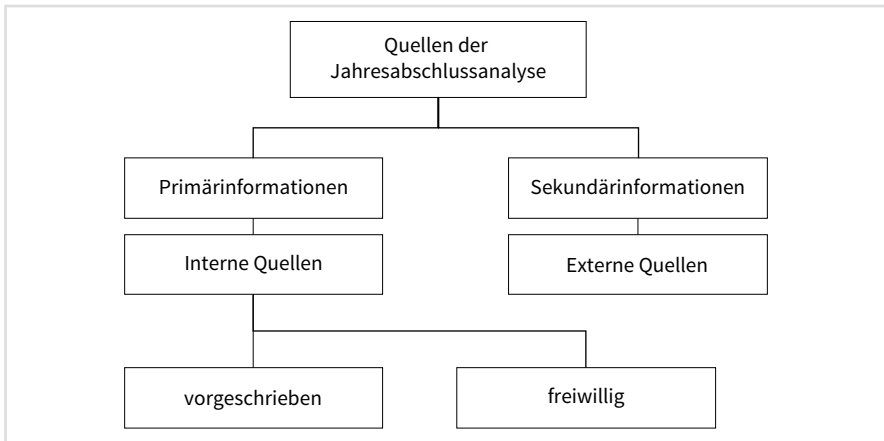 Quellen der
Jahresabschlussanalyse
Primärinformationen
Sekundärinformationen
Interne Quellen
Externe Quellen
vorgeschrieben
freiwillig